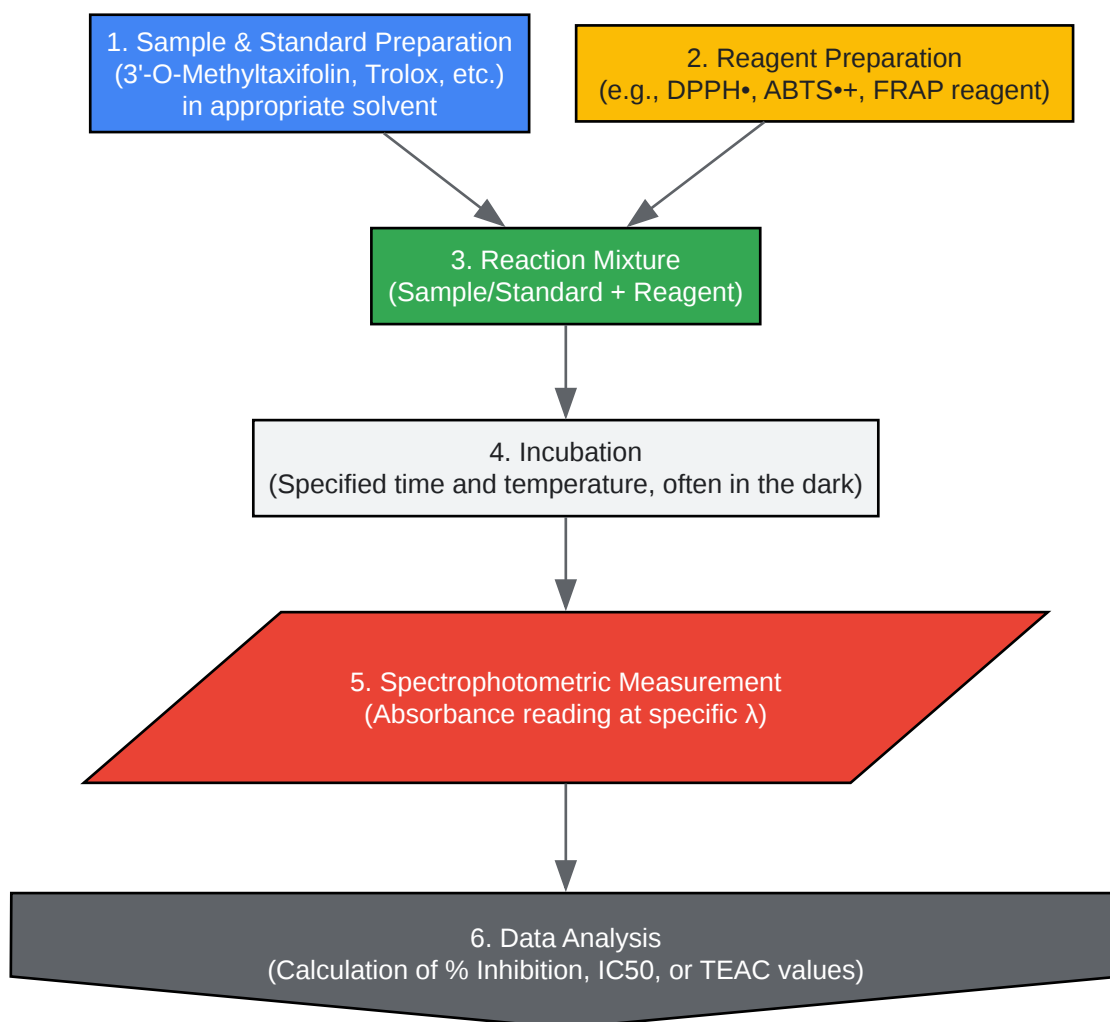 1. Sample & Standard Preparation
(3'-O-Methyltaxifolin, Trolox, etc.)
in appropriate solvent
2. Reagent Preparation
(e.g., DPPH•, ABTS•+, FRAP reagent)
3. Reaction Mixture
(Sample/Standard + Reagent)
4. Incubation
(Specified time and temperature, often in the dark)
5. Spectrophotometric Measurement
(Absorbance reading at specific λ)
6. Data Analysis
(Calculation of % Inhibition, IC50, or TEAC values)